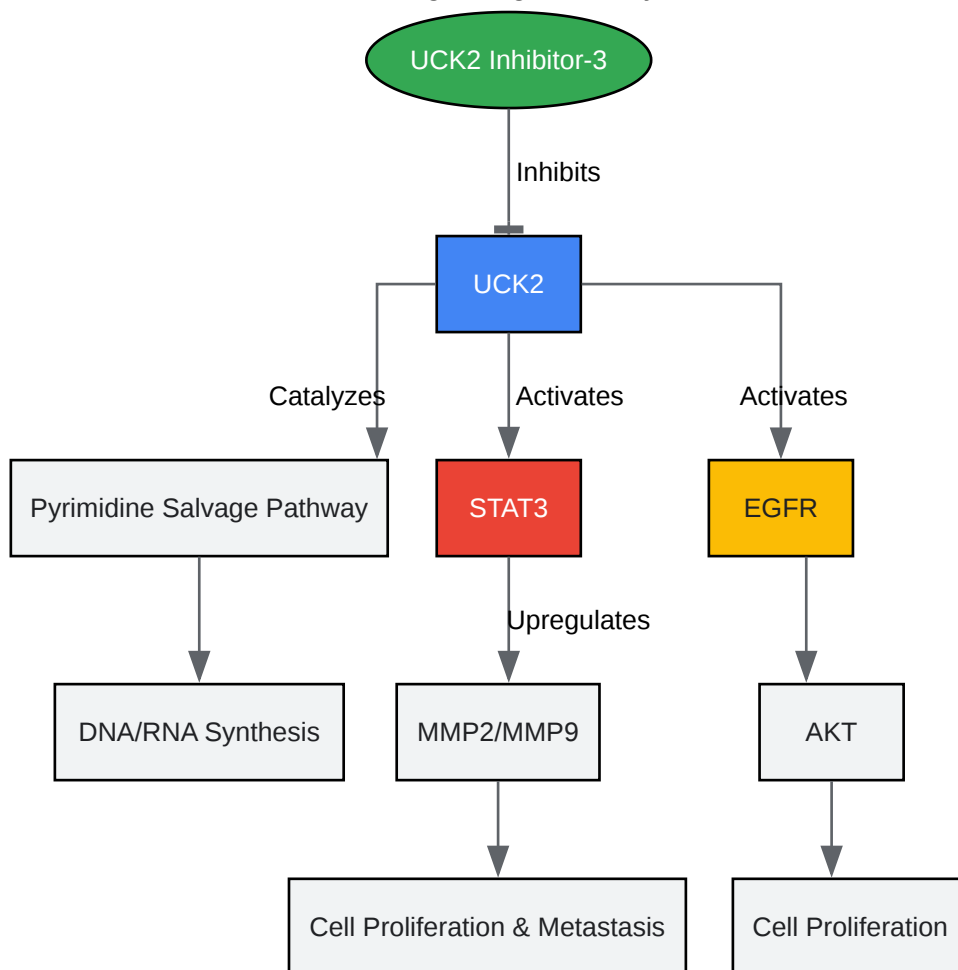 UCK2 Inhibitor-3
Inhibits
UCK2
Catalyzes
Activates
Activates
Pyrimidine Salvage Pathway
STAT3
EGFR
Upregulates
DNA/RNA Synthesis
MMP2/MMP9
AKT
Cell Proliferation & Metastasis
Cell Proliferation